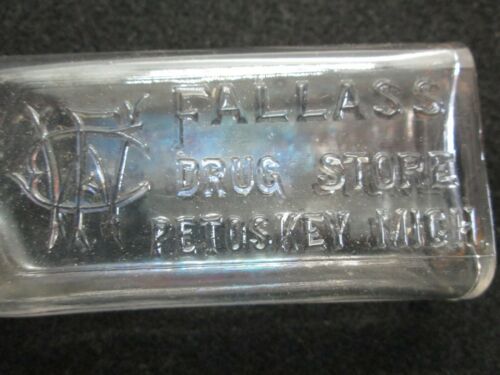 FALLASS
DRUG STORE
PETOSKEY MICH